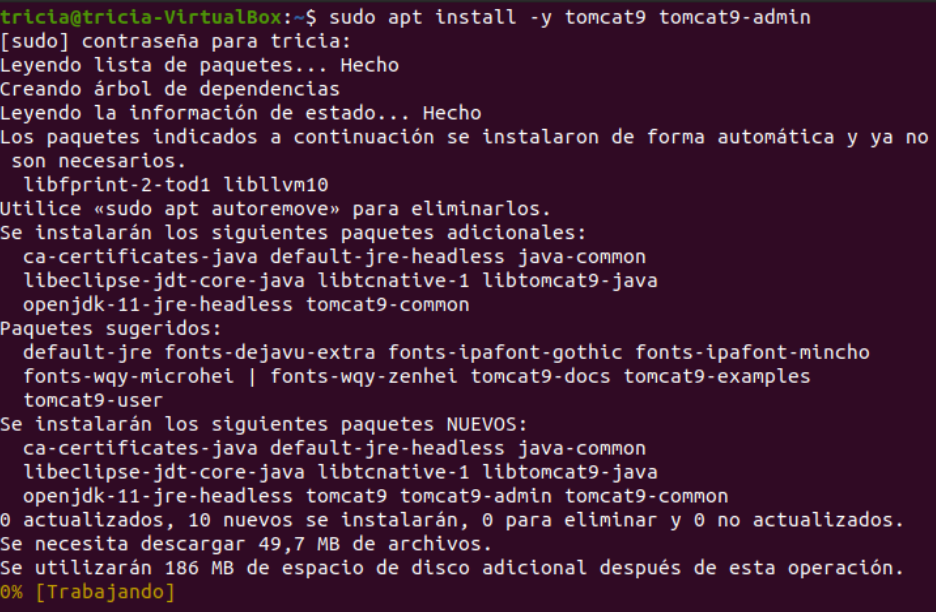 tricia@tricia-VirtualBox:~$ sudo apt install -y tomcat9 tomcat9-admin
[sudo] contraseña para tricia:
Leyendo lista de paquetes... Hecho
Creando árbol de dependencias
Leyendo la información de estado... Hecho
Los paquetes indicados a continuación se instalaron de forma automática y ya no
 son necesarios.
  libfprint-2-tod1 libllvm10
Utilice «sudo apt autoremove» para eliminarlos.
Se instalarán los siguientes paquetes adicionales:
  ca-certificates-java default-jre-headless java-common
  libeclipse-jdt-core-java libtcnative-1 libtomcat9-java
  openjdk-11-jre-headless tomcat9-common
Paquetes sugeridos:
  default-jre fonts-dejavu-extra fonts-ipafont-gothic fonts-ipafont-mincho
  fonts-wqy-microhei | fonts-wqy-zenhei tomcat9-docs tomcat9-examples
  tomcat9-user
Se instalarán los siguientes paquetes NUEVOS:
  ca-certificates-java default-jre-headless java-common
  libeclipse-jdt-core-java libtcnative-1 libtomcat9-java
  openjdk-11-jre-headless tomcat9 tomcat9-admin tomcat9-common
0 actualizados, 10 nuevos se instalarán, 0 para eliminar y 0 no actualizados.
Se necesita descargar 49,7 MB de archivos.
Se utilizarán 186 MB de espacio de disco adicional después de esta operación.
0% [Trabajando]